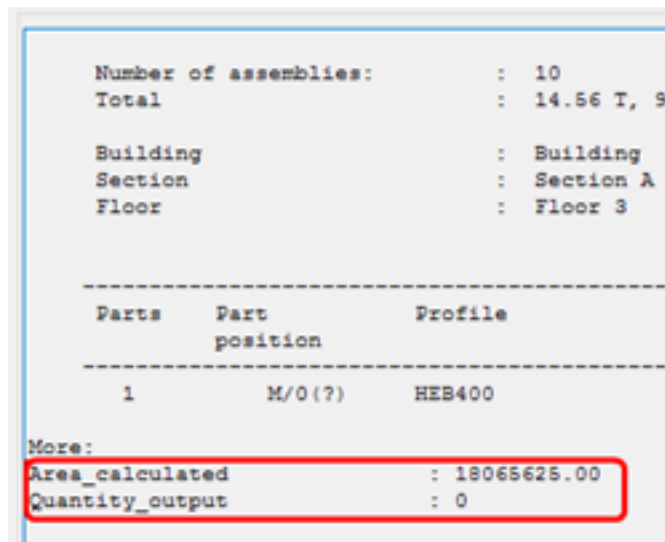 Number of assemblies: : 10
Total : 14.56 T, 9
Building : Building
Section : Section A
Floor : Floor 3
--------------------------------------------
Parts Part Profile
position
--------------------------------------------
1 M/0(?) HEB400
More:
Area_calculated : 18065625.00
Quantity_output : 0